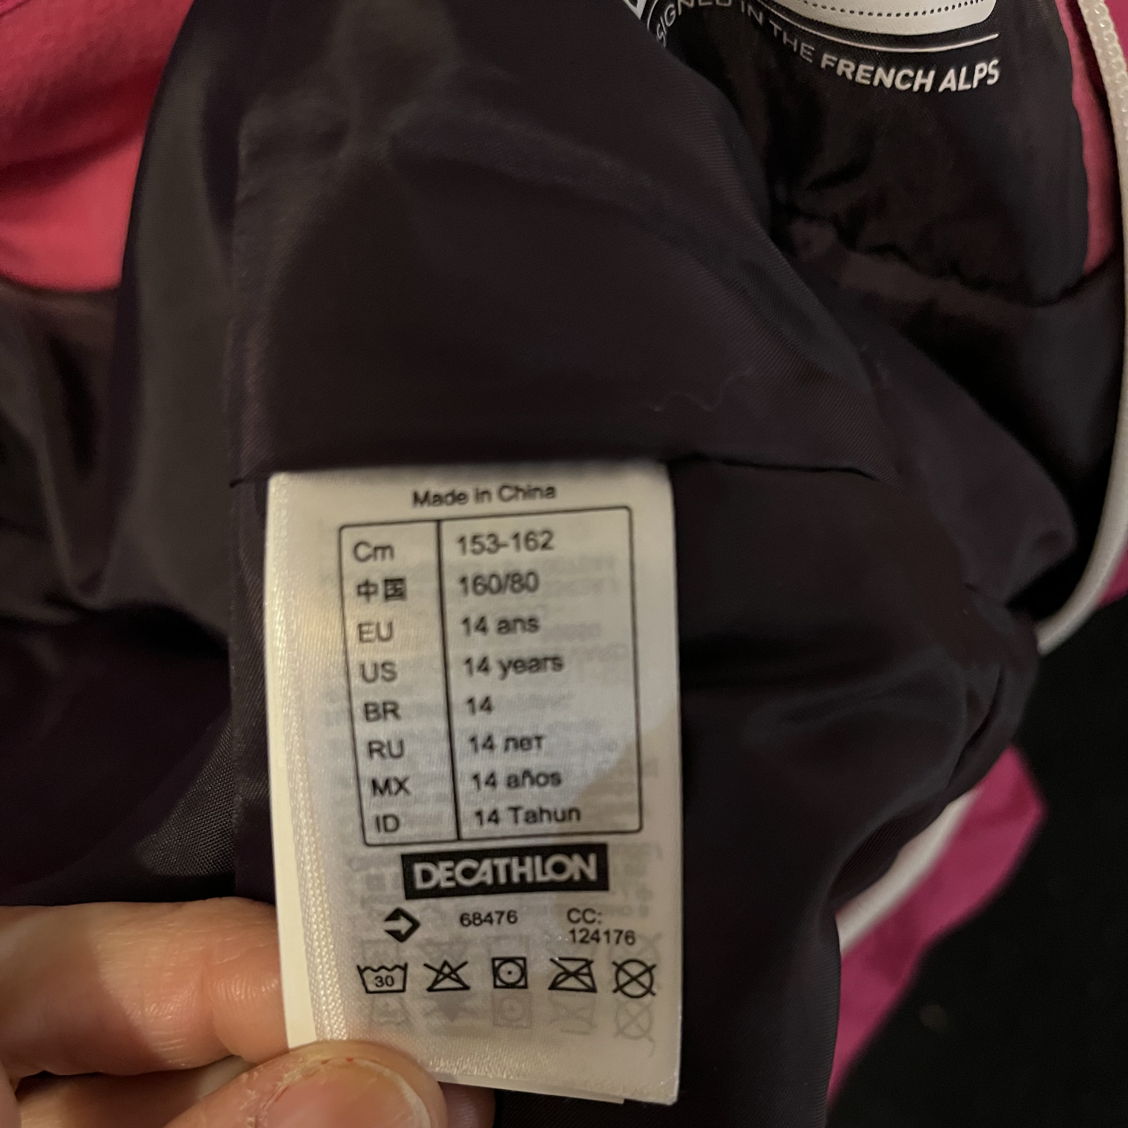 DESIGNED IN THE FRENCH ALPS
Made in China
Cm 153-162
中国 160/80
EU 14 ans
US 14 years
BR 14
RU 14 лет
MX 14 años
ID 14 Tahun
DECATHLON
68476 CC:
124176
30